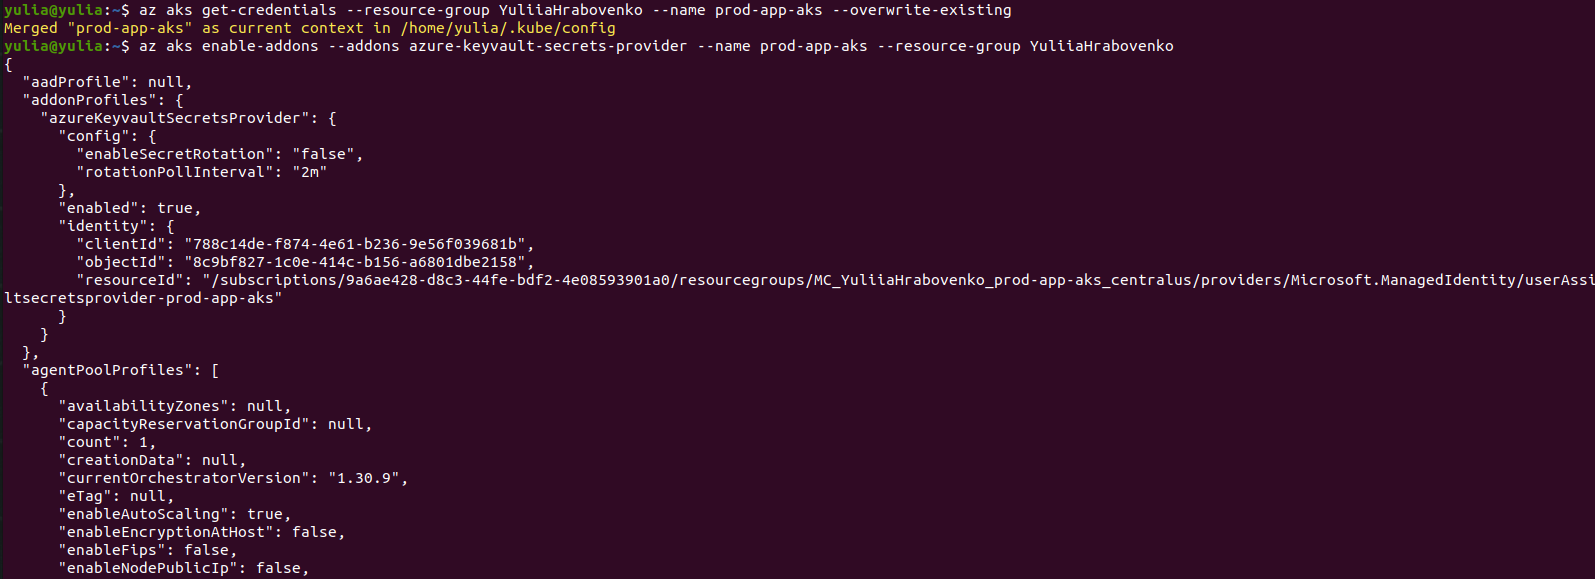 yulia@yulia:~$ az aks get-credentials --resource-group YuliiaHrabovenko --name prod-app-aks --overwrite-existing
Merged "prod-app-aks" as current context in /home/yulia/.kube/config
yulia@yulia:~$ az aks enable-addons --addons azure-keyvault-secrets-provider --name prod-app-aks --resource-group YuliiaHrabovenko
{
  "aadProfile": null,
  "addonProfiles": {
    "azureKeyvaultSecretsProvider": {
      "config": {
        "enableSecretRotation": "false",
        "rotationPollInterval": "2m"
      },
      "enabled": true,
      "identity": {
        "clientId": "788c14de-f874-4e61-b236-9e56f039681b",
        "objectId": "8c9bf827-1c0e-414c-b156-a6801dbe2158",
        "resourceId": "/subscriptions/9a6ae428-d8c3-44fe-bdf2-4e08593901a0/resourcegroups/MC_YuliiaHrabovenko_prod-app-aks_centralus/providers/Microsoft.ManagedIdentity/userAssi
ltsecretsprovider-prod-app-aks"
      }
    }
  },
  "agentPoolProfiles": [
    {
      "availabilityZones": null,
      "capacityReservationGroupId": null,
      "count": 1,
      "creationData": null,
      "currentOrchestratorVersion": "1.30.9",
      "eTag": null,
      "enableAutoScaling": true,
      "enableEncryptionAtHost": false,
      "enableFips": false,
      "enableNodePublicIp": false,